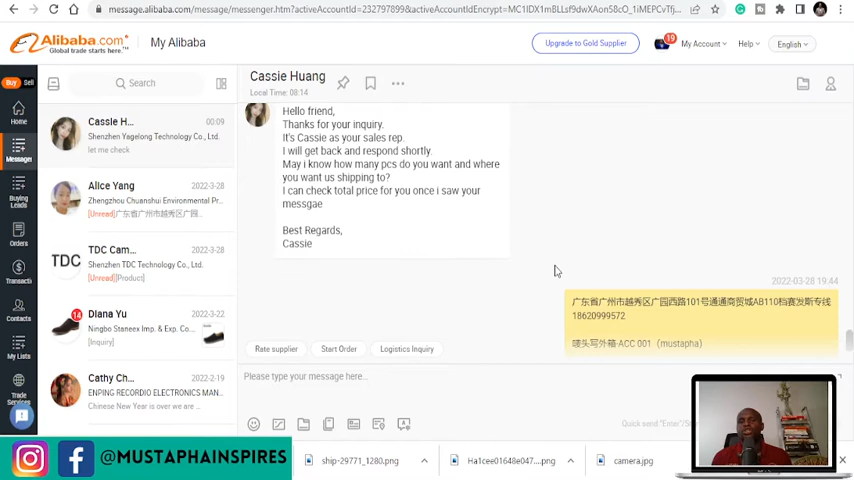 message.alibaba.com/message/messenger.htm?activeAccountId=232797899&activeAccountIdEncrypt=MC1IDX1mBLLsf9dwXAon58cO_1iMEPCvTfj...
Alibaba.com
Global trade starts here.™
My Alibaba
Upgrade to Gold Supplier
19
My Account
Help
English
Buy
Sell
Search
Cassie Huang
Local Time: 08:14
Home
Messages
Buying
Leads
Orders
Transacti
Contacts
My Lists
Trade
Services
Cassie H...
00:09
Shenzhen Yagelong Technology Co., Ltd.
let me check
Alice Yang
2022-3-28
Zhengzhou Chuanshui Environmental Pr...
[Unread]广东省广州市越秀区广园西...
TDC
TDC Cam...
2022-3-28
Shenzhen TDC Technology Co., Ltd.
[Unread][Product]
14
Diana Yu
2022-3-22
Ningbo Staneex Imp. & Exp. Co...
[Inquiry]
Cathy Ch...
2022-2-19
ENPING RECORDIO ELECTRONICS MAN...
Chinese New Year is over we are ...
Hello friend,
Thanks for your inquiry.
It's Cassie as your sales rep.
I will get back and respond shortly.
May i know how many pcs do you want and where
you want us shipping to?
I can check total price for you once i saw your
messgae
Best Regards,
Cassie
2022-03-28 19:44
广东省广州市越秀区广园西路101号通通商贸城AB110档赛发斯专线
18620999572
唛头写外箱-ACC 001（mustapha）
Rate supplier
Start Order
Logistics Inquiry
Please type your message here...
Quick send "Enter"/
@MUSTAPHAINSPIRES
ship-29771_1280.png
Ha1cee01648e047....png
camera.jpg